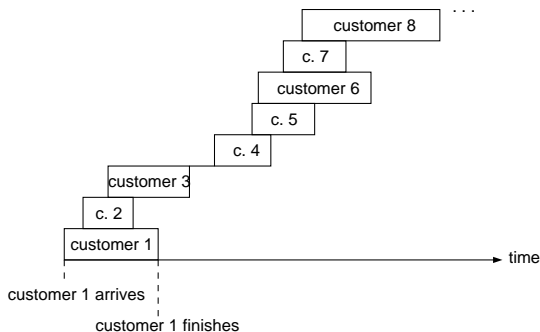 . . .
customer 8
c. 7
customer 6
c. 5
c. 4
customer 3
c. 2
customer 1
time
customer 1 arrives
customer 1 finishes